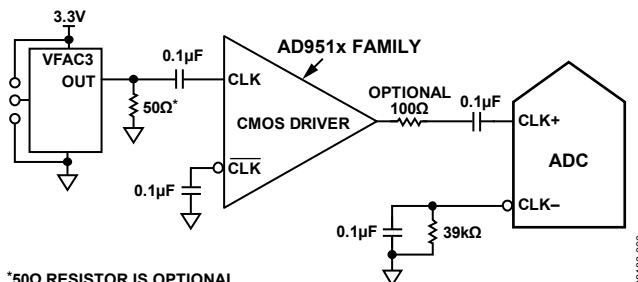 3.3V
VFAC3
OUT
50Ω*
0.1µF
CLK
CLK
0.1µF
AD951x FAMILY
CMOS DRIVER
OPTIONAL
100Ω
0.1µF
CLK+
ADC
CLK–
0.1µF
39kΩ
*50Ω RESISTOR IS OPTIONAL